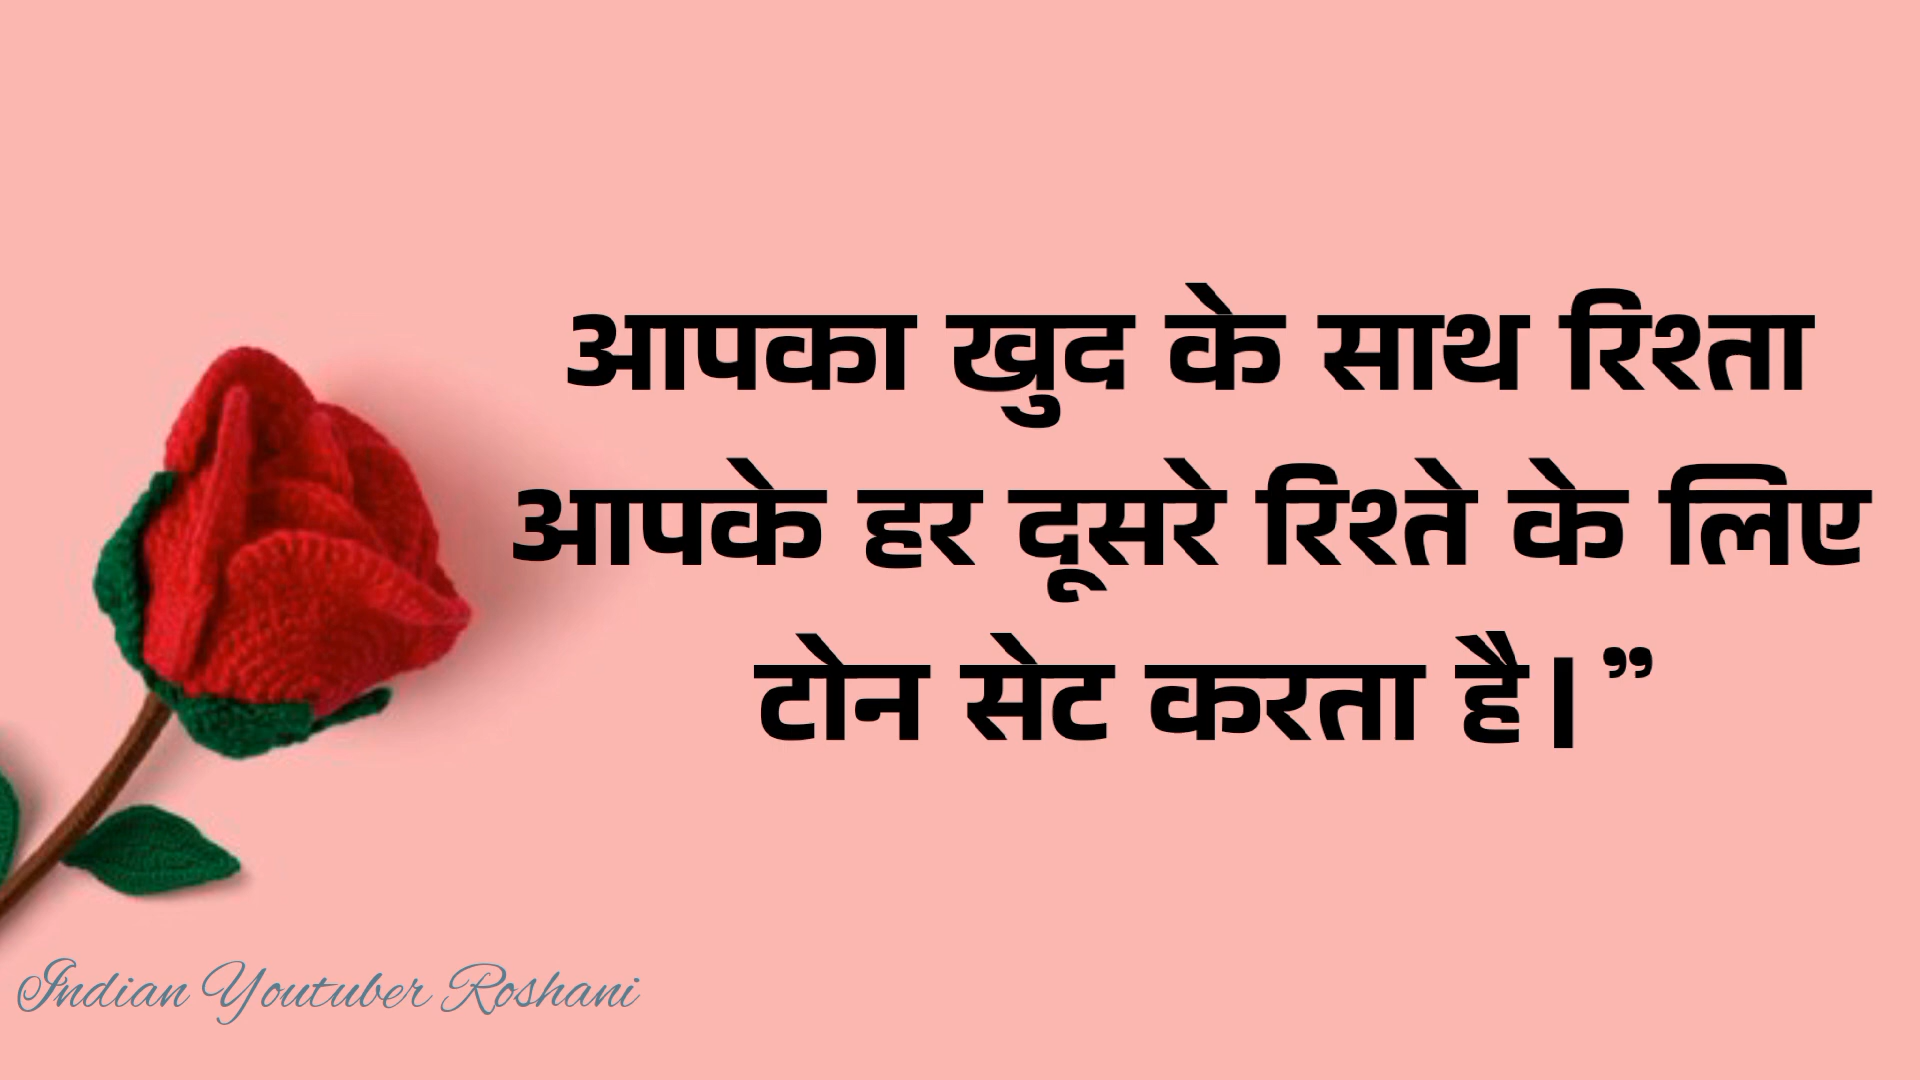 आपका खुद के साथ रिश्ता
आपके हर दूसरे रिश्ते के लिए
टोन सेट करता है।”
Indian Youtuber Roshani